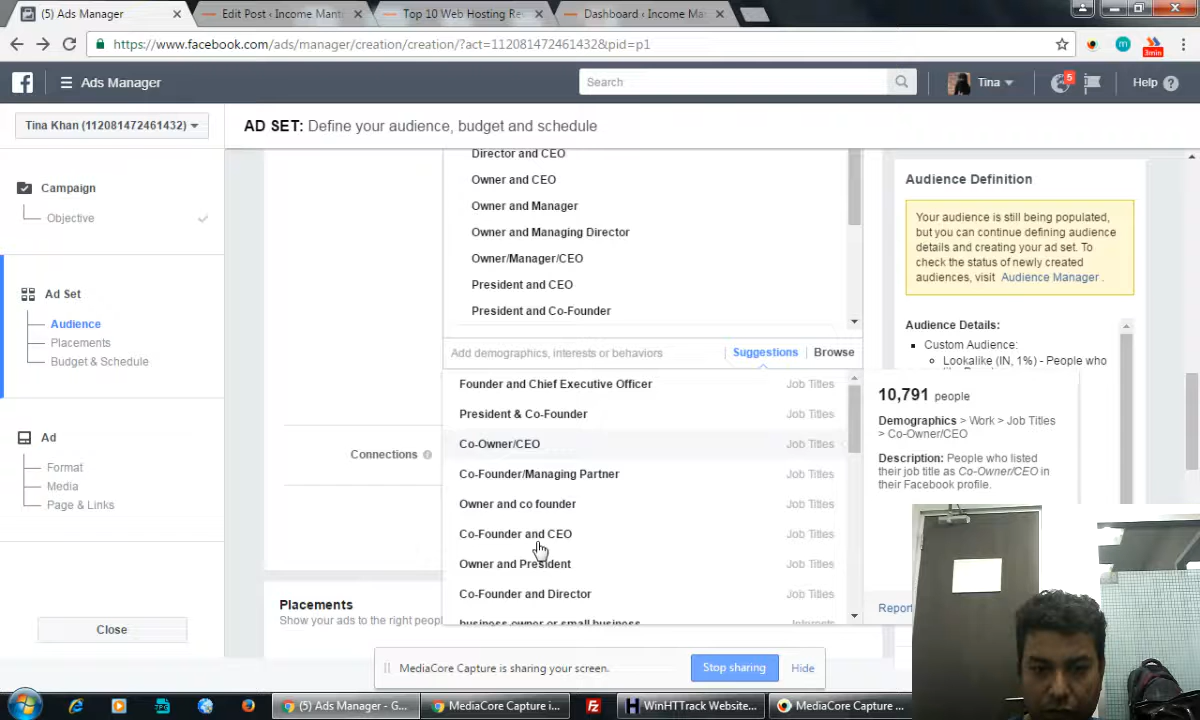 (5) Ads Manager
Edit Post ‹ Income Mant
Top 10 Web Hosting Re
Dashboard ‹ Income Ma
https://www.facebook.com/ads/manager/creation/creation/?act=112081472461432&pid=p1
3min
Ads Manager
Search
Tina
5
Help
Tina Khan (112081472461432)
AD SET: Define your audience, budget and schedule
Campaign
Objective
Ad Set
Audience
Placements
Budget & Schedule
Ad
Format
Media
Page & Links
Close
Director and CEO
Owner and CEO
Owner and Manager
Owner and Managing Director
Owner/Manager/CEO
President and CEO
President and Co-Founder
Add demographics, interests or behaviors
Suggestions
Browse
Founder and Chief Executive Officer Job Titles
President & Co-Founder Job Titles
Co-Owner/CEO Job Titles
Co-Founder/Managing Partner Job Titles
Owner and co founder Job Titles
Co-Founder and CEO Job Titles
Owner and President Job Titles
Co-Founder and Director Job Titles
business owner or small business Interests
Connections
Placements
Show your ads to the right peop
Audience Definition
Your audience is still being populated,
but you can continue defining audience
details and creating your ad set. To
check the status of newly created
audiences, visit Audience Manager .
Audience Details:
Custom Audience:
Lookalike (IN, 1%) - People who
10,791 people
Demographics > Work > Job Titles
> Co-Owner/CEO
Description: People who listed
their job title as Co-Owner/CEO in
their Facebook profile.
Report
MediaCore Capture is sharing your screen.
Stop sharing
Hide
(5) Ads Manager - G...
MediaCore Capture i...
WinHTTrack Website...
MediaCore Capture ...